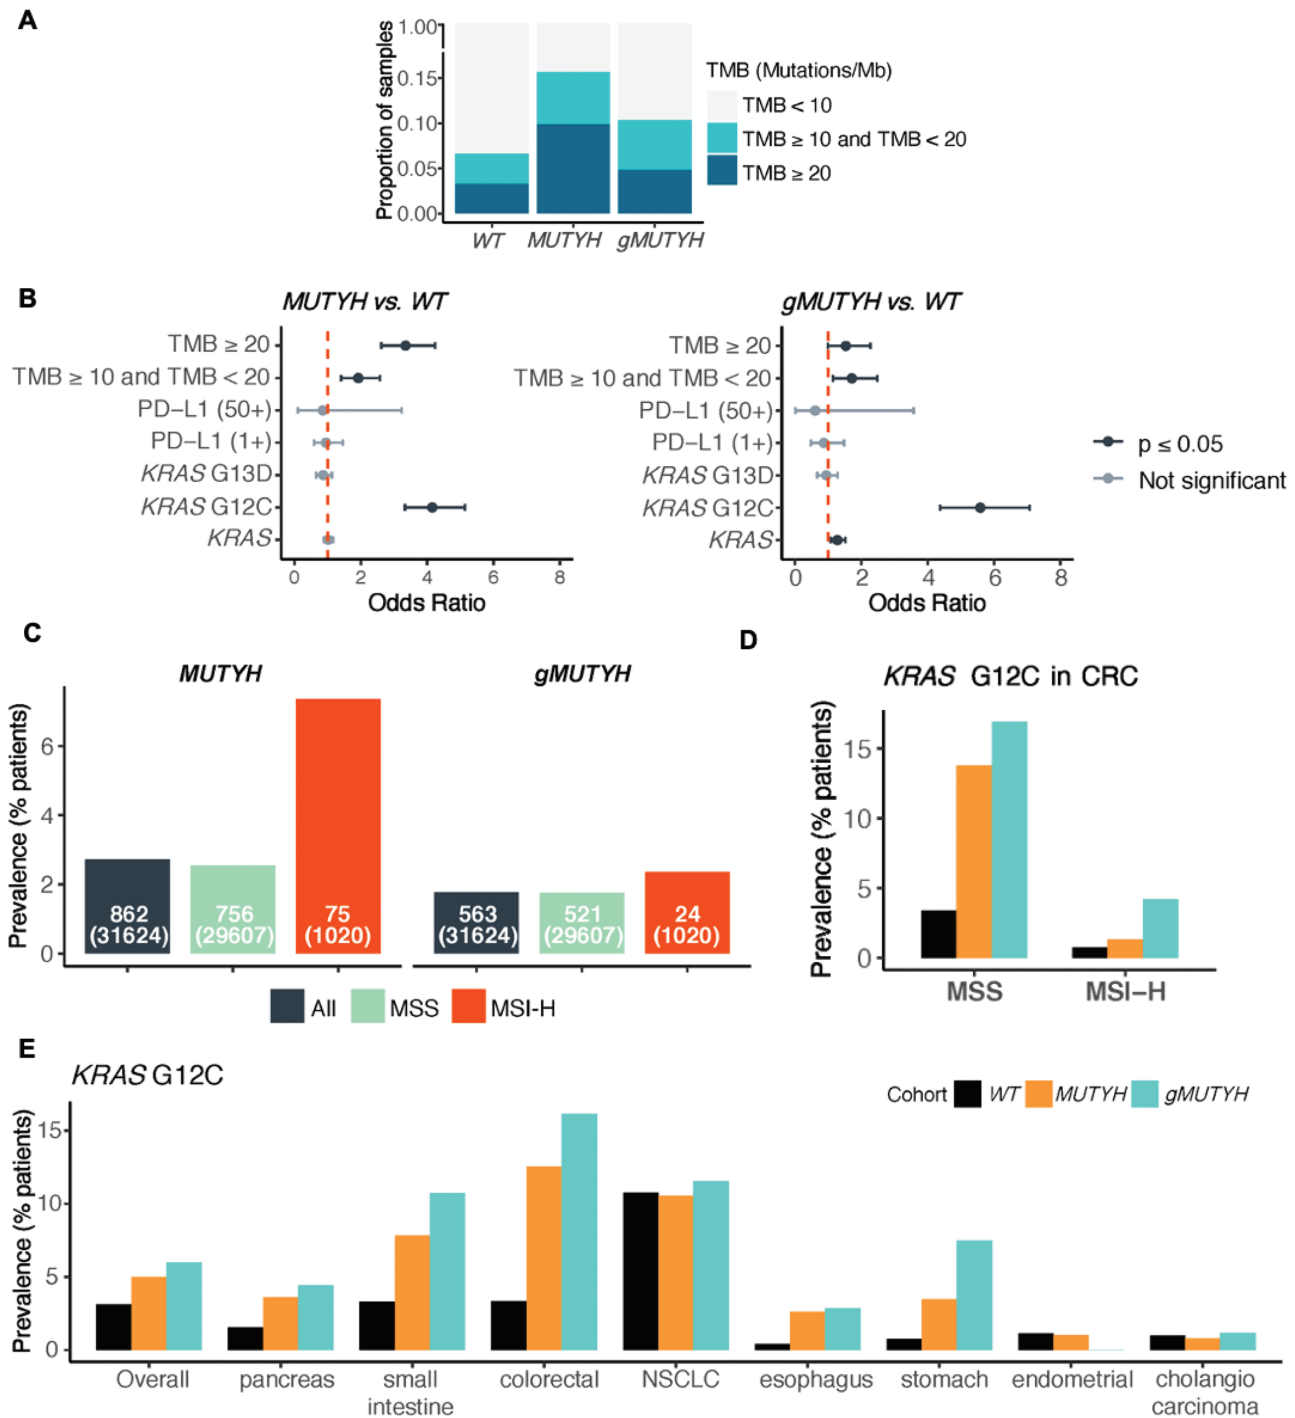 A
Proportion of samples
1.00
0.15
0.10
0.05
0.00
WT
MUTYH
gMUTYH
TMB (Mutations/Mb)
TMB < 10
TMB ≥ 10 and TMB < 20
TMB ≥ 20
B
MUTYH vs. WT
TMB ≥ 20
TMB ≥ 10 and TMB < 20
PD–L1 (50+)
PD–L1 (1+)
KRAS G13D
KRAS G12C
KRAS
0 2 4 6 8
Odds Ratio
gMUTYH vs. WT
TMB ≥ 20
TMB ≥ 10 and TMB < 20
PD–L1 (50+)
PD–L1 (1+)
KRAS G13D
KRAS G12C
KRAS
0 2 4 6 8
Odds Ratio
p ≤ 0.05
Not significant
C
MUTYH
gMUTYH
Prevalence (% patients)
6
4
2
0
862
(31624)
756
(29607)
75
(1020)
563
(31624)
521
(29607)
24
(1020)
All
MSS
MSI-H
D
KRAS G12C in CRC
Prevalence (% patients)
15
10
5
0
MSS
MSI–H
E
KRAS G12C
Cohort WT MUTYH gMUTYH
Prevalence (% patients)
15
10
5
0
Overall
pancreas
small
intestine
colorectal
NSCLC
esophagus
stomach
endometrial
cholangio
carcinoma